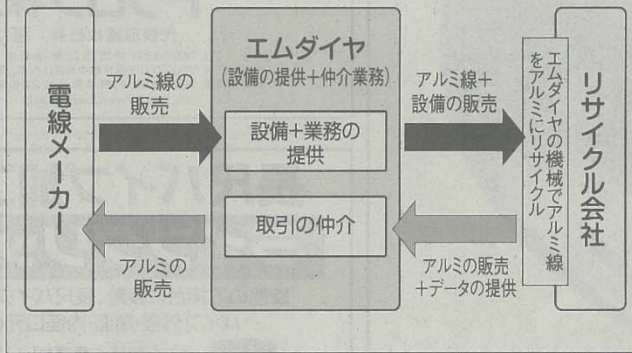 電線メーカー
アルミ線の
販売
アルミの
販売
エムダイヤ
(設備の提供+仲介業務)
設備+業務の
提供
取引の仲介
アルミ線+
設備の販売
アルミの販売
+データの提供
エムダイヤの機械でアルミ線
をアルミにリサイクル
リサイクル会社